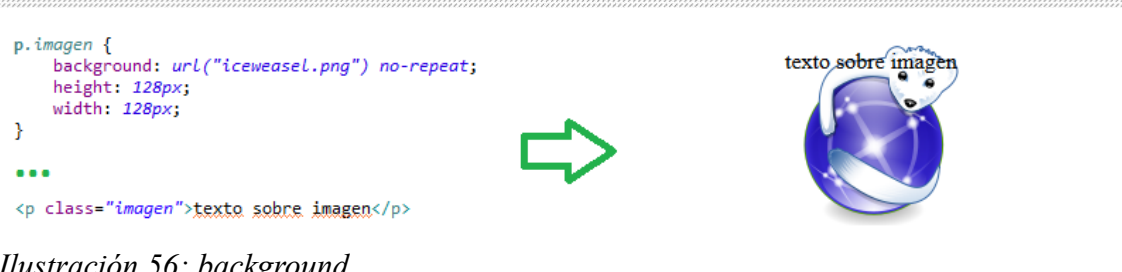 p.imagen {
background: url("iceweasel.png") no-repeat;
height: 128px;
width: 128px;
}
...
<p class="imagen">texto sobre imagen</p>
texto sobre imagen
Ilustración 56: background